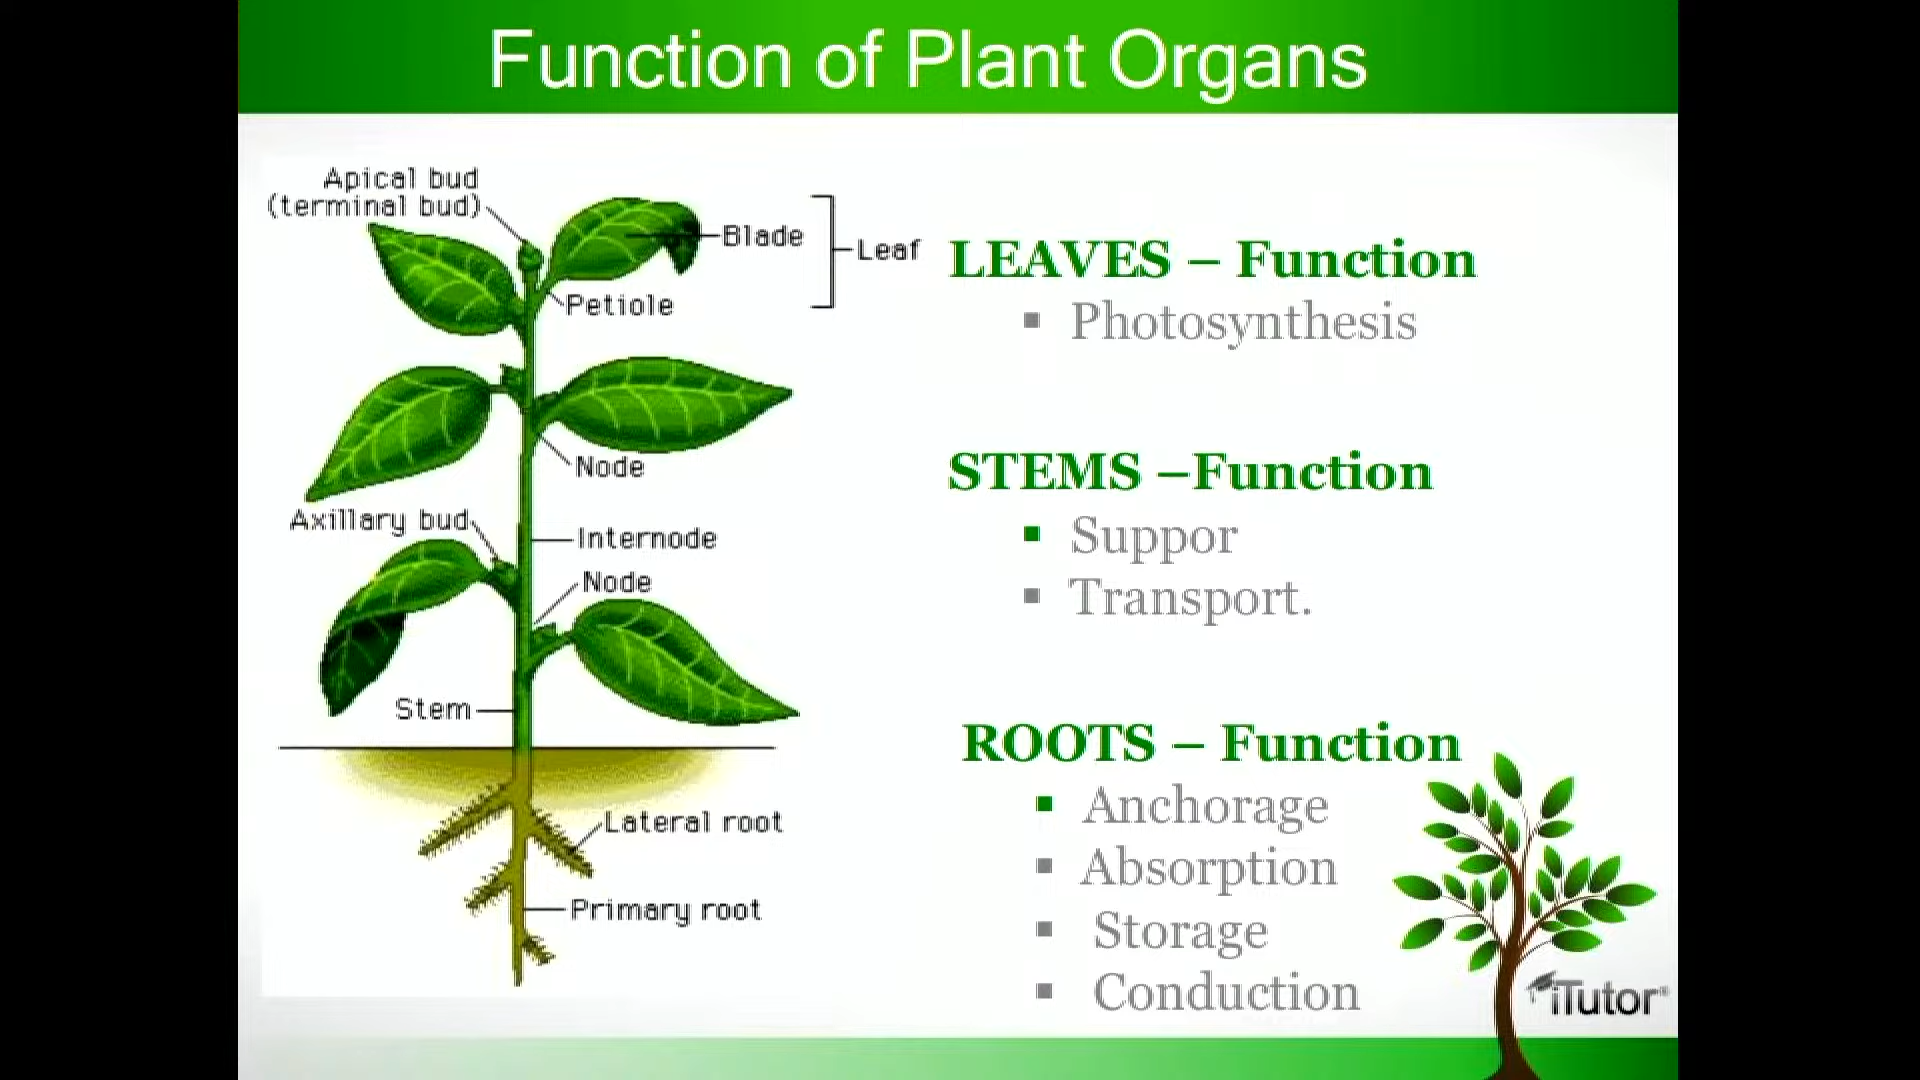 Function of Plant Organs
Apical bud
(terminal bud)
Blade
Leaf
Petiole
Node
Axillary bud
Internode
Node
Stem
Lateral root
Primary root
LEAVES – Function
▪ Photosynthesis
STEMS –Function
▪ Suppor
▪ Transport.
ROOTS – Function
▪ Anchorage
▪ Absorption
▪ Storage
▪ Conduction
iTutor®